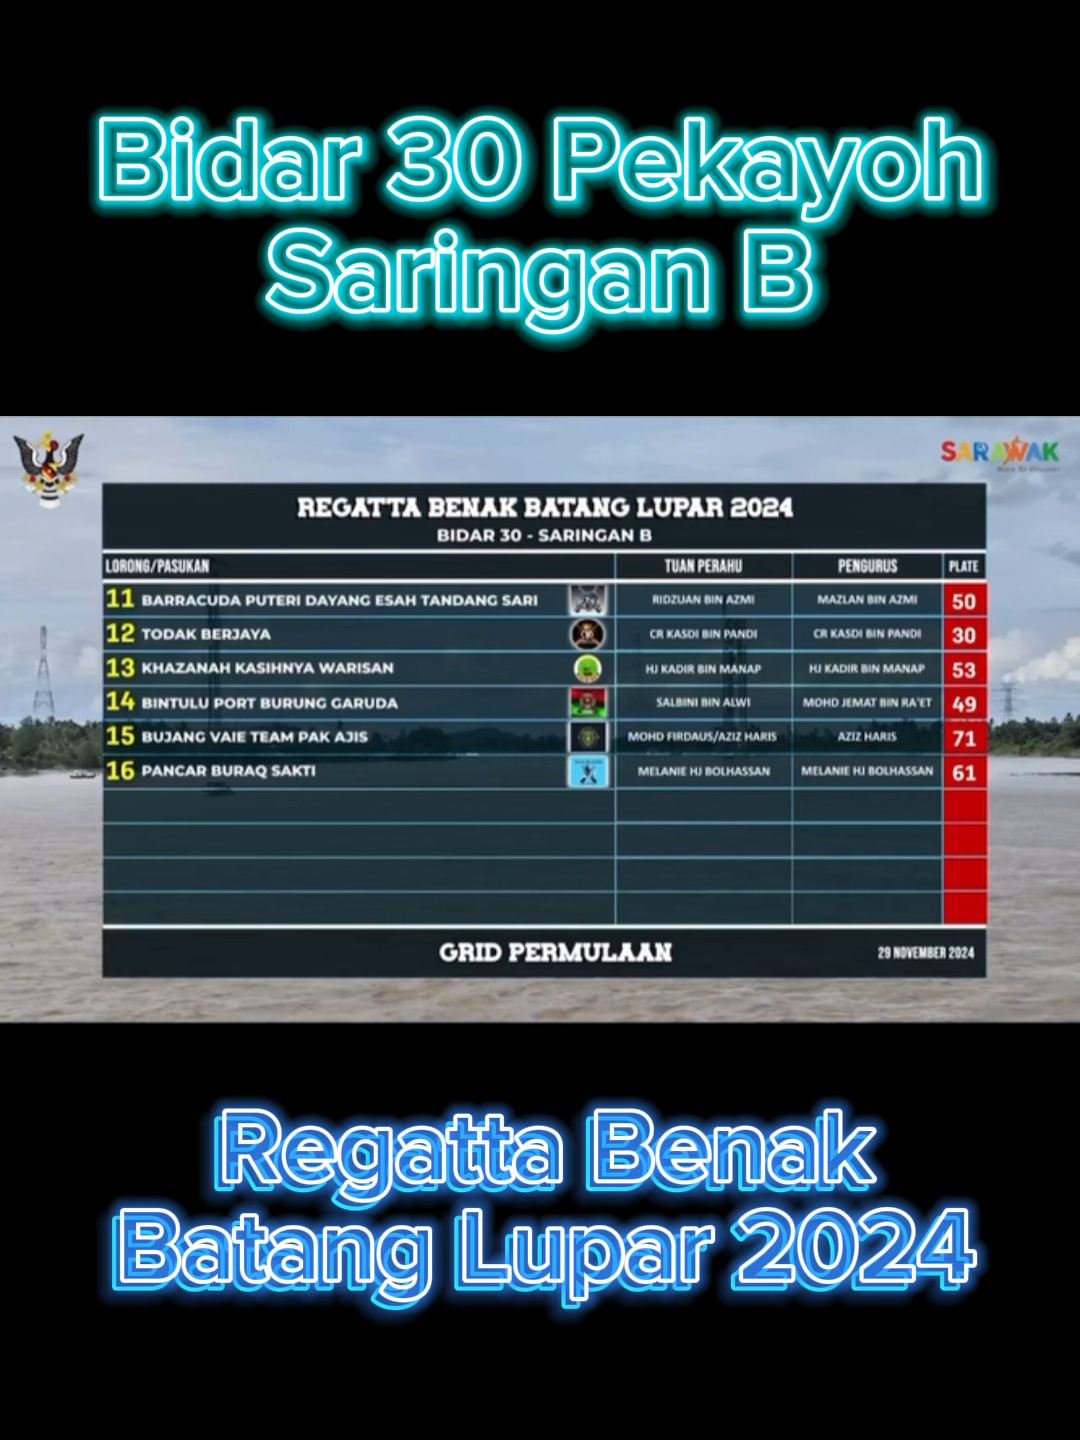 Bidar 30 Pekayoh
Saringan B
SARAWAK
REGATTA BENAK BATANG LUPAR 2024
BIDAR 30 - SARINGAN B
LORONG/PASUKAN TUAN PERAHU PENGURUS PLATE
11 BARRACUDA PUTERI DAYANG ESAH TANDANG SARI RIDZUAN BIN AZMI MAZLAN BIN AZMI 50
12 TODAK BERJAYA CR KASDI BIN PANDI CR KASDI BIN PANDI 30
13 KHAZANAH KASIHNYA WARISAN HJ KADIR BIN MANAP HJ KADIR BIN MANAP 53
14 BINTULU PORT BURUNG GARUDA SALBINI BIN ALWI MOHD JEMAT BIN RA'ET 49
15 BUJANG VAIE TEAM PAK AJIS MOHD FIRDAUS/AZIZ HARIS AZIZ HARIS 71
16 PANCAR BURAQ SAKTI MELANIE HJ BOLHASSAN MELANIE HJ BOLHASSAN 61
GRID PERMULAAN 29 NOVEMBER 2024
Regatta Benak
Batang Lupar 2024